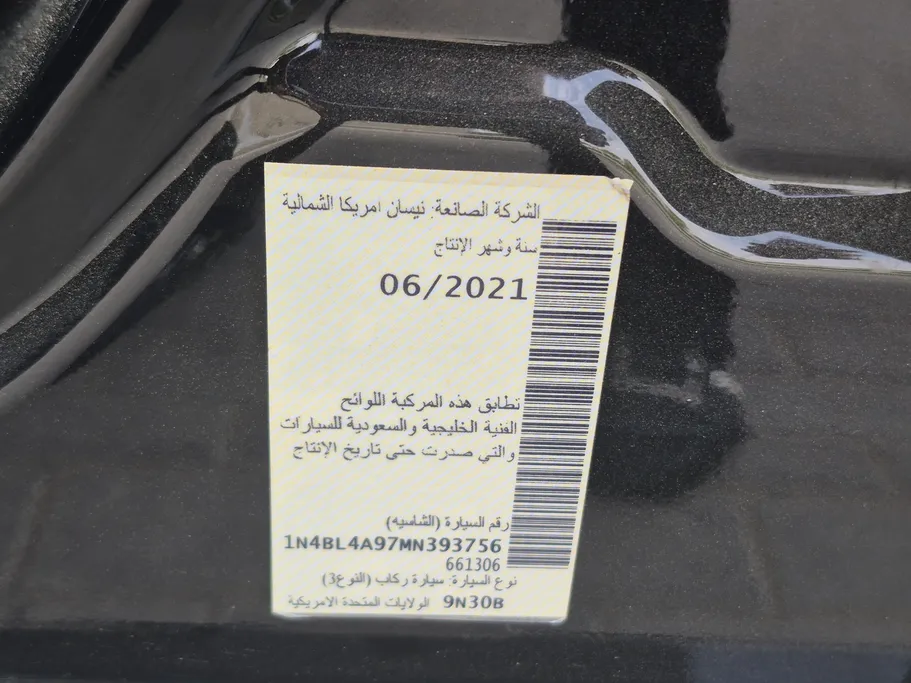 الشركة الصانعة: نيسان امريكا الشمالية
سنة وشهر الإنتاج
06/2021
تطابق هذه المركبة اللوائح
الفنية الخليجية والسعودية للسيارات
والتي صدرت حتى تاريخ الإنتاج
رقم السيارة (الشاسيه)
1N4BL4A97MN393756
661306
نوع السيارة: سيارة ركاب (النوع3)
9N30B الولايات المتحدة الامريكية